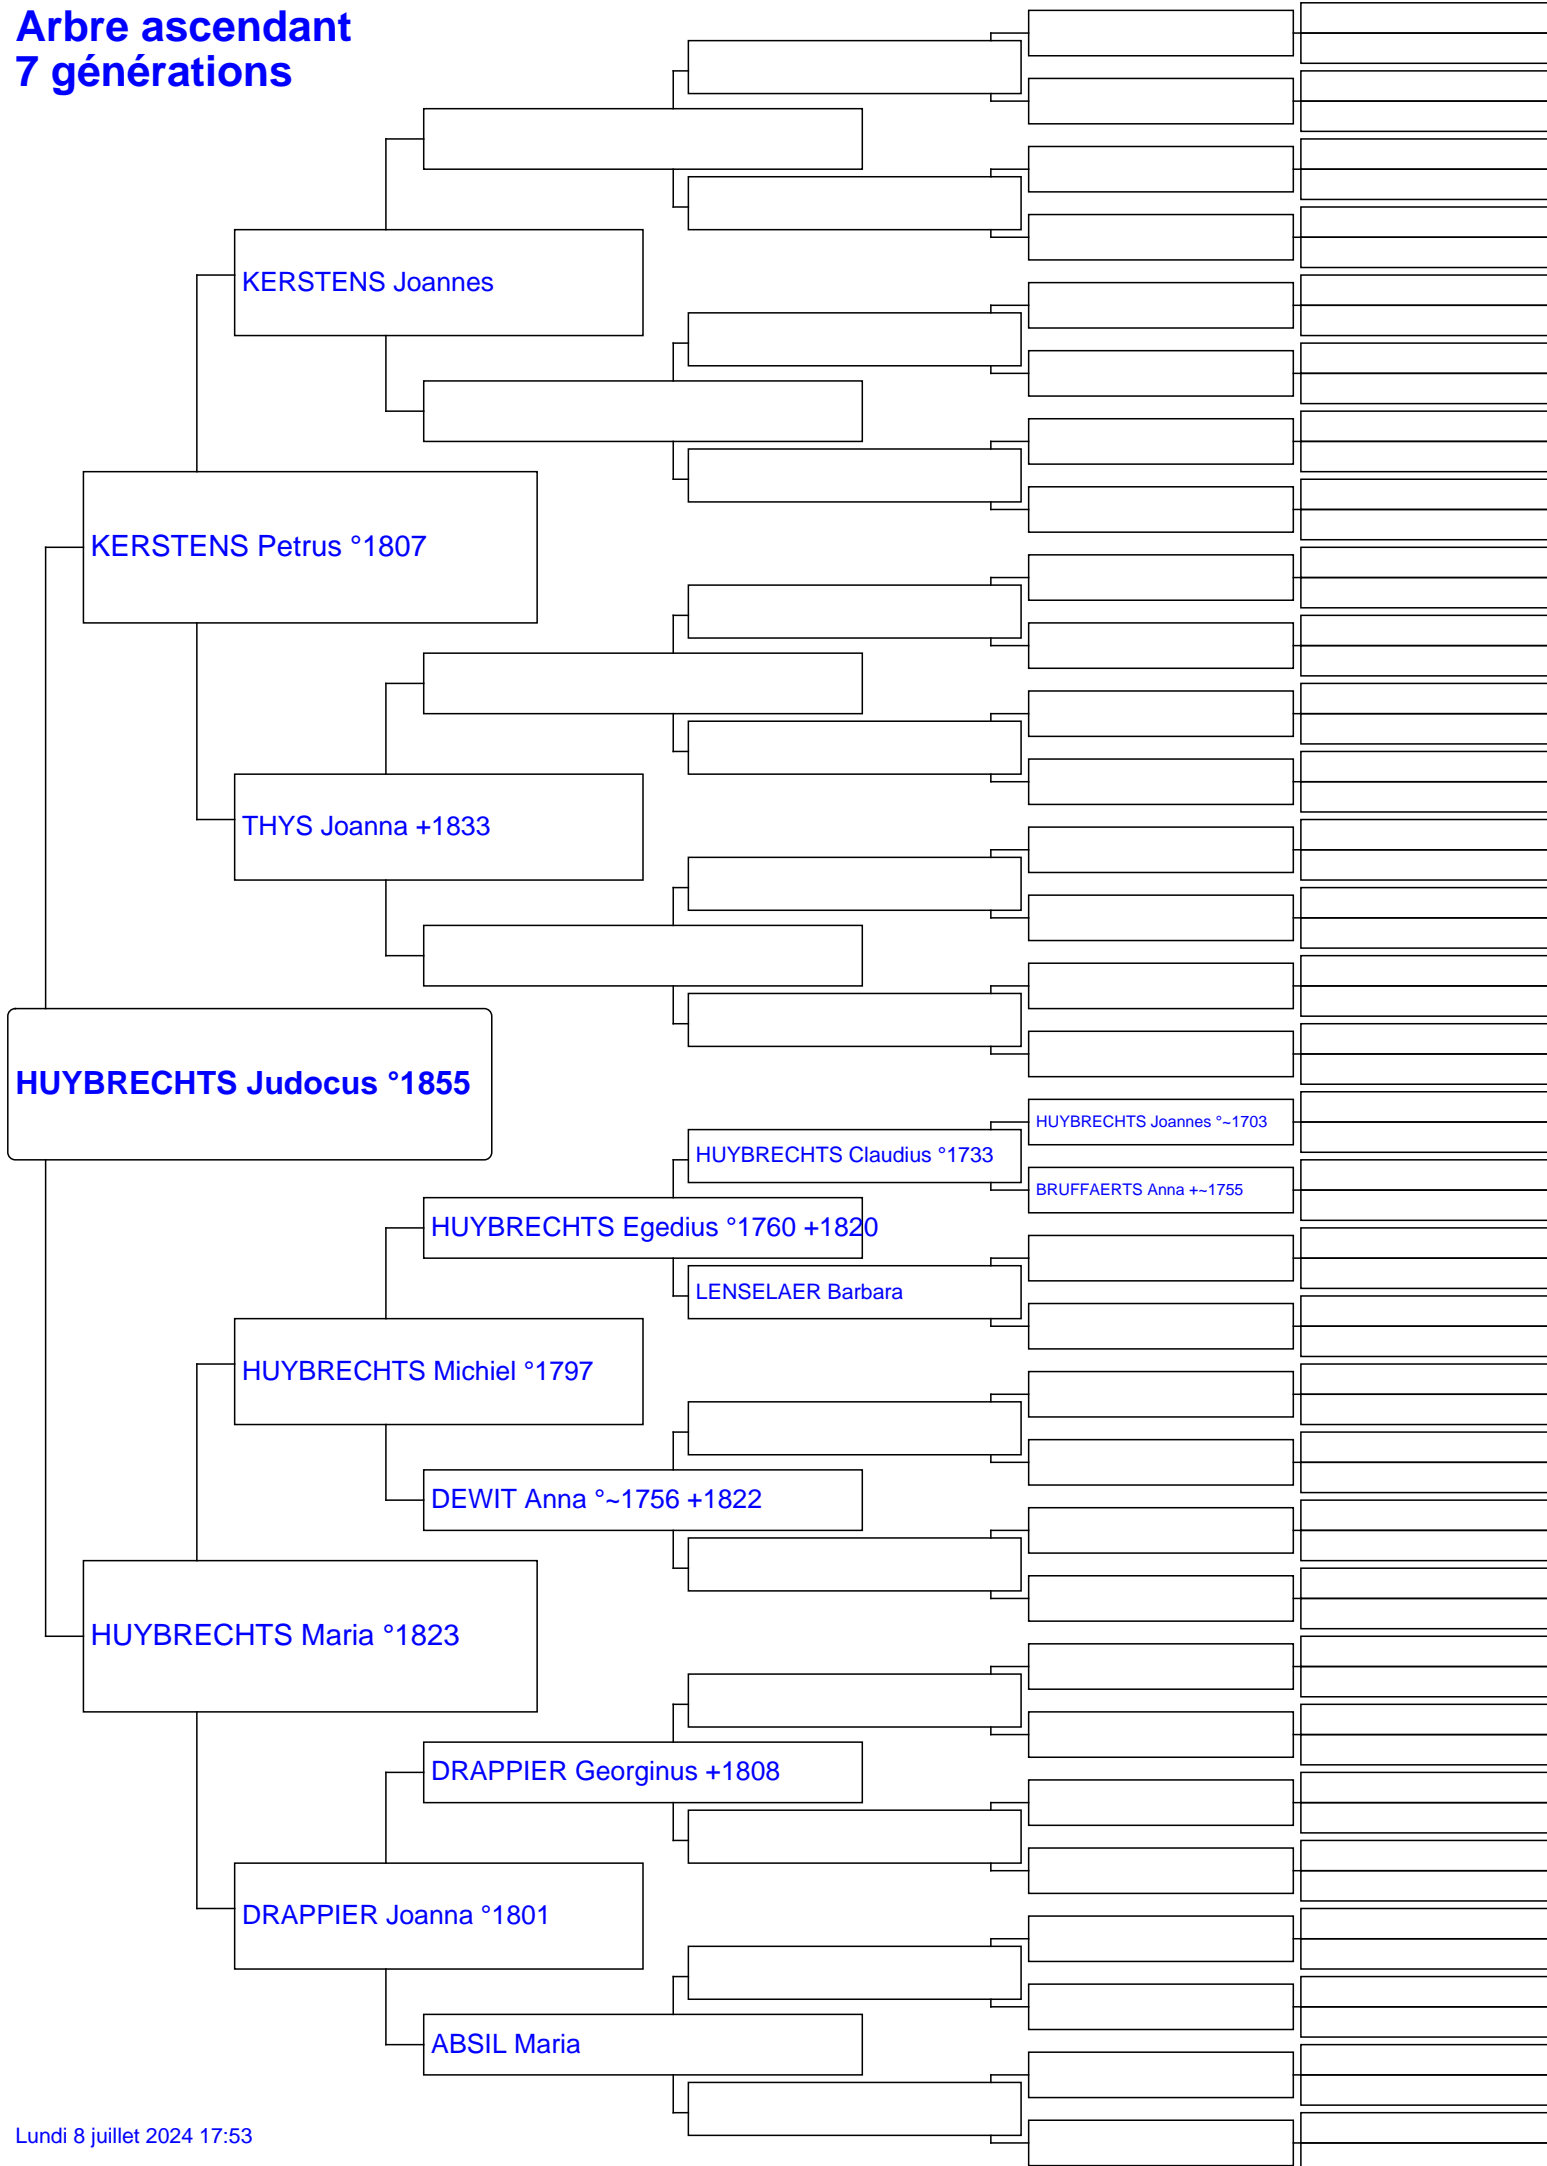 Arbre ascendant
7 générations
KERSTENS Joannes
KERSTENS Petrus °1807
THYS Joanna +1833
HUYBRECHTS Judocus °1855
HUYBRECHTS Joannes °~1703
HUYBRECHTS Claudius °1733
BRUFFAERTS Anna +~1755
HUYBRECHTS Egedius °1760 +1820
LENSELAER Barbara
HUYBRECHTS Michiel °1797
DEWIT Anna °~1756 +1822
HUYBRECHTS Maria °1823
DRAPPIER Georginus +1808
DRAPPIER Joanna °1801
ABSIL Maria
Lundi 8 juillet 2024 17:53